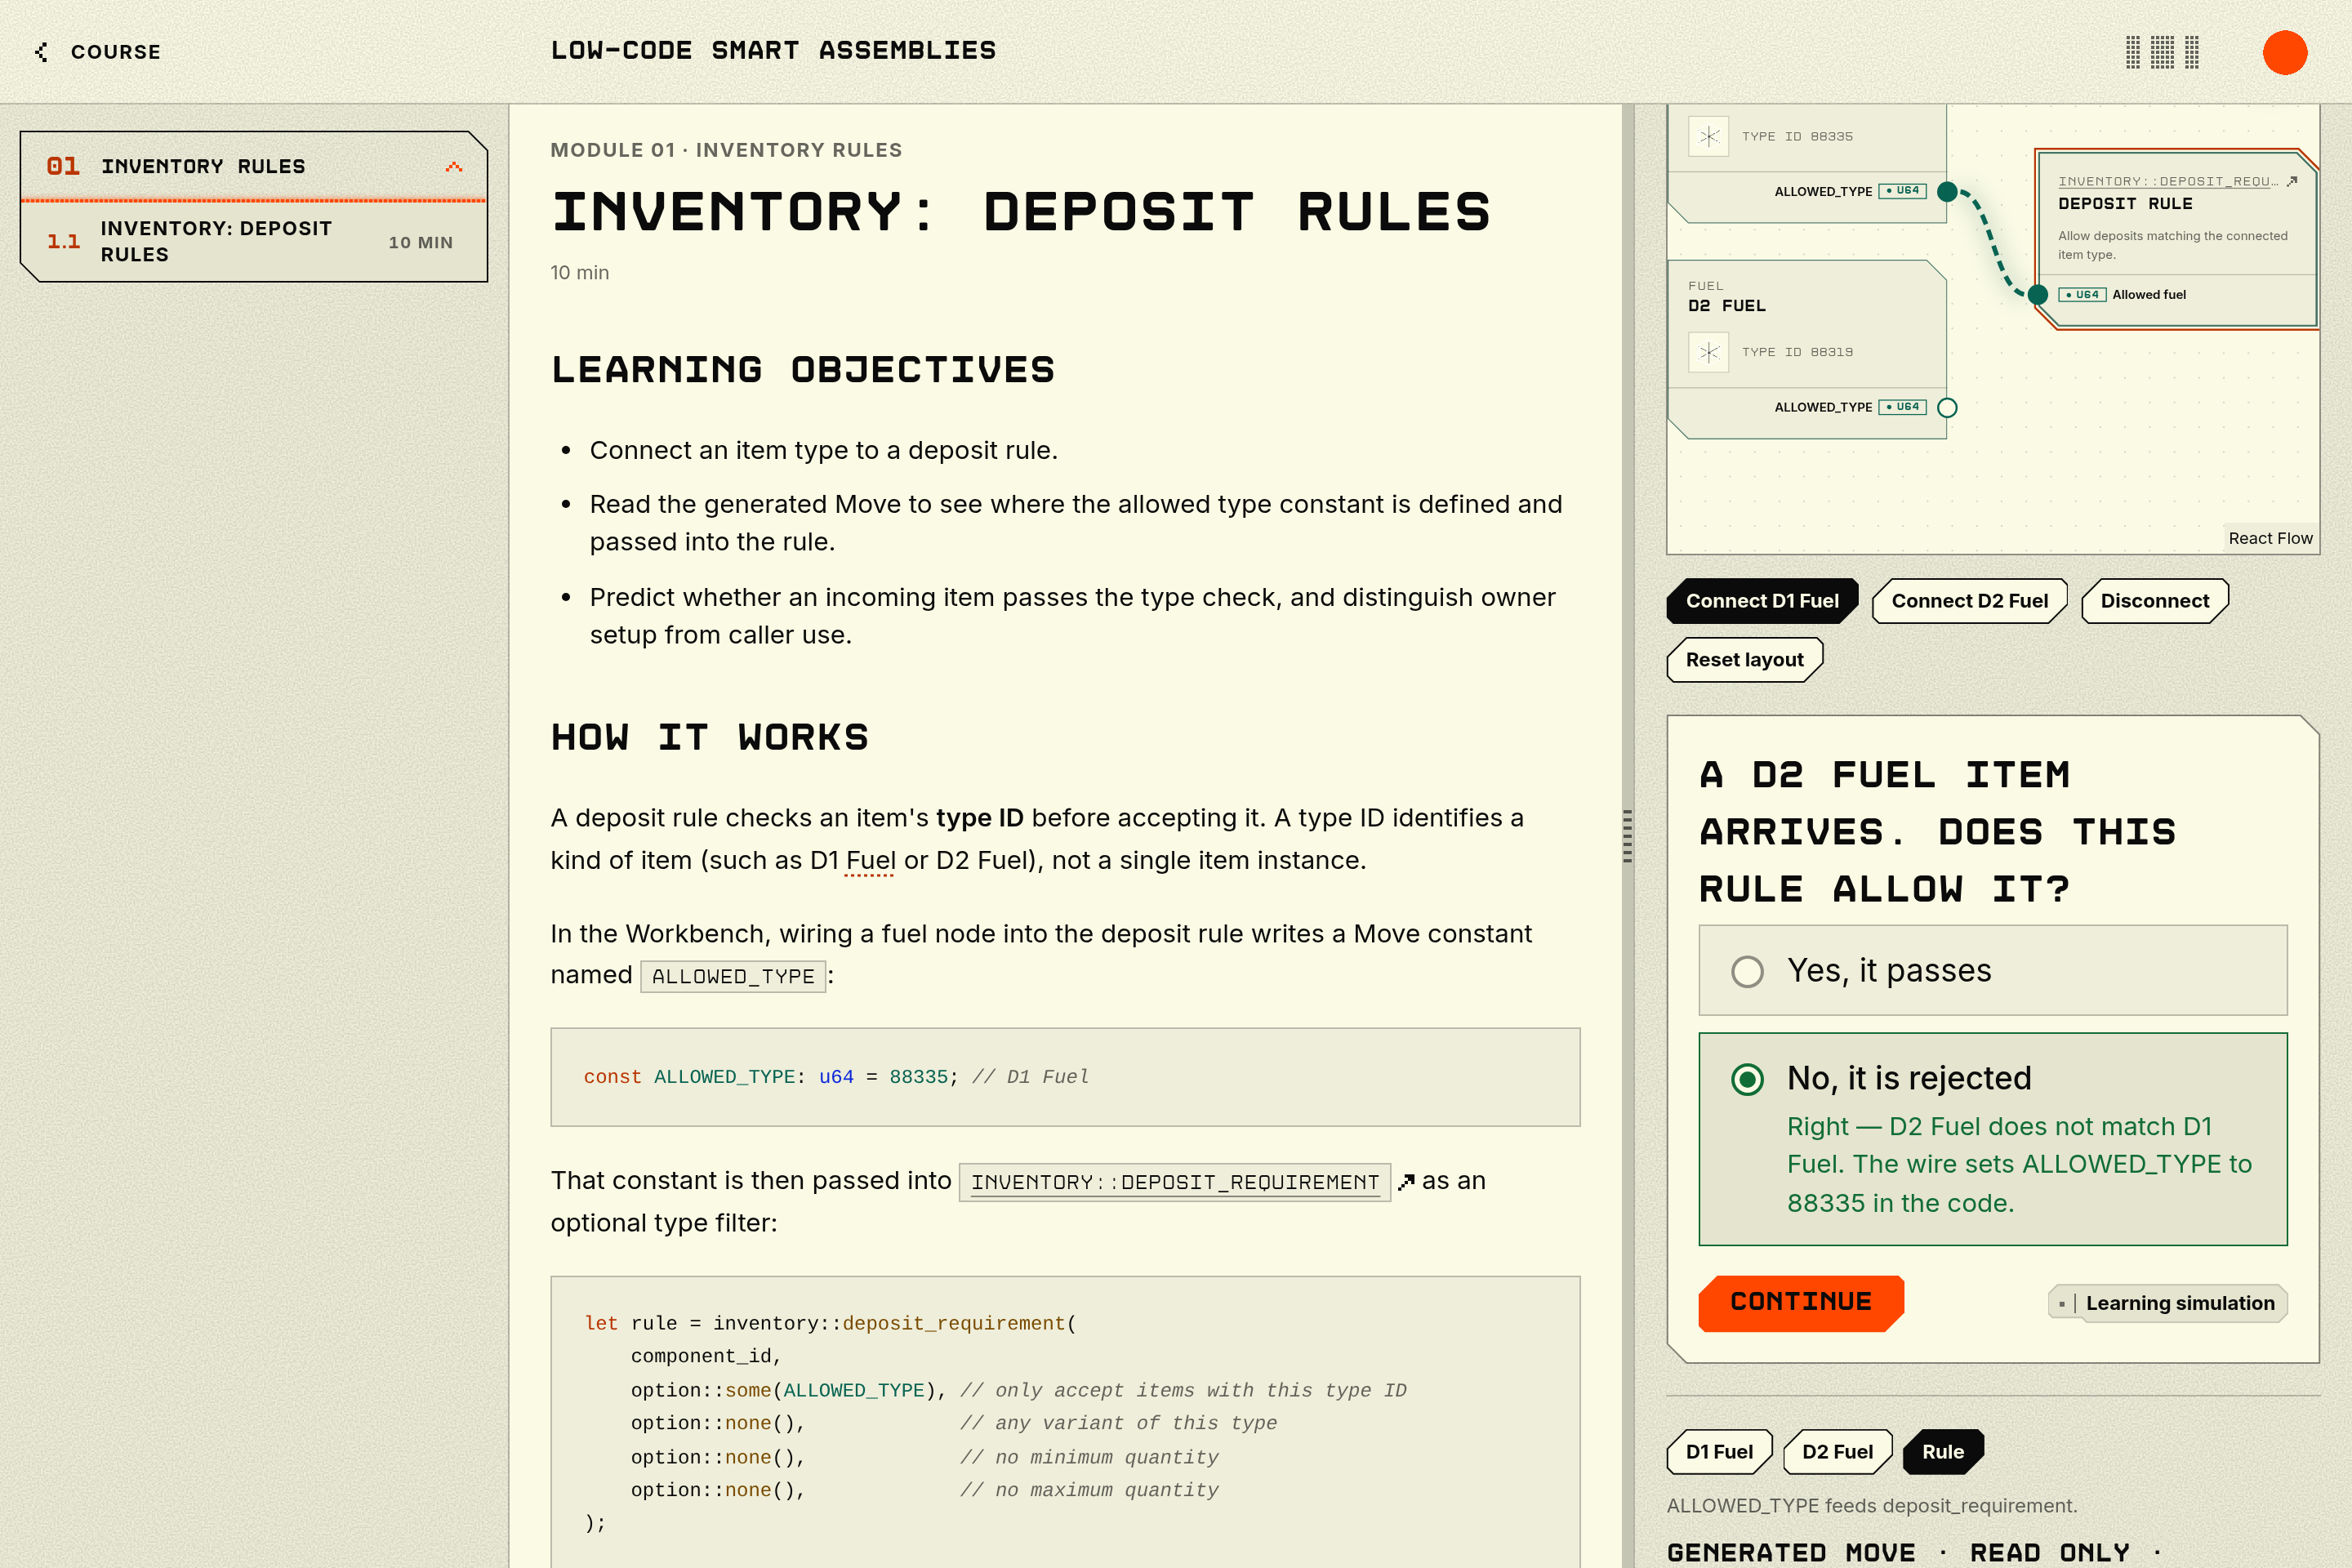 COURSE
LOW-CODE SMART ASSEMBLIES
01 INVENTORY RULES
1.1 INVENTORY: DEPOSIT RULES 10 MIN
MODULE 01 · INVENTORY RULES
INVENTORY: DEPOSIT RULES
10 min
LEARNING OBJECTIVES
• Connect an item type to a deposit rule.
• Read the generated Move to see where the allowed type constant is defined and
passed into the rule.
• Predict whether an incoming item passes the type check, and distinguish owner
setup from caller use.
HOW IT WORKS
A deposit rule checks an item's type ID before accepting it. A type ID identifies a
kind of item (such as D1 Fuel or D2 Fuel), not a single item instance.
In the Workbench, wiring a fuel node into the deposit rule writes a Move constant
named ALLOWED_TYPE:
const ALLOWED_TYPE: u64 = 88335; // D1 Fuel
That constant is then passed into INVENTORY::DEPOSIT_REQUIREMENT as an
optional type filter:
let rule = inventory::deposit_requirement(
component_id,
option::some(ALLOWED_TYPE), // only accept items with this type ID
option::none(), // any variant of this type
option::none(), // no minimum quantity
option::none(), // no maximum quantity
);
TYPE ID 88335
ALLOWED_TYPE • U64
INVENTORY::DEPOSIT_REQU…
DEPOSIT RULE
Allow deposits matching the connected
item type.
• U64 Allowed fuel
FUEL
D2 FUEL
TYPE ID 88319
ALLOWED_TYPE • U64
React Flow
Connect D1 Fuel Connect D2 Fuel Disconnect
Reset layout
A D2 FUEL ITEM
ARRIVES. DOES THIS
RULE ALLOW IT?
Yes, it passes
No, it is rejected
Right — D2 Fuel does not match D1
Fuel. The wire sets ALLOWED_TYPE to
88335 in the code.
CONTINUE Learning simulation
D1 Fuel D2 Fuel Rule
ALLOWED_TYPE feeds deposit_requirement.
GENERATED MOVE · READ ONLY ·